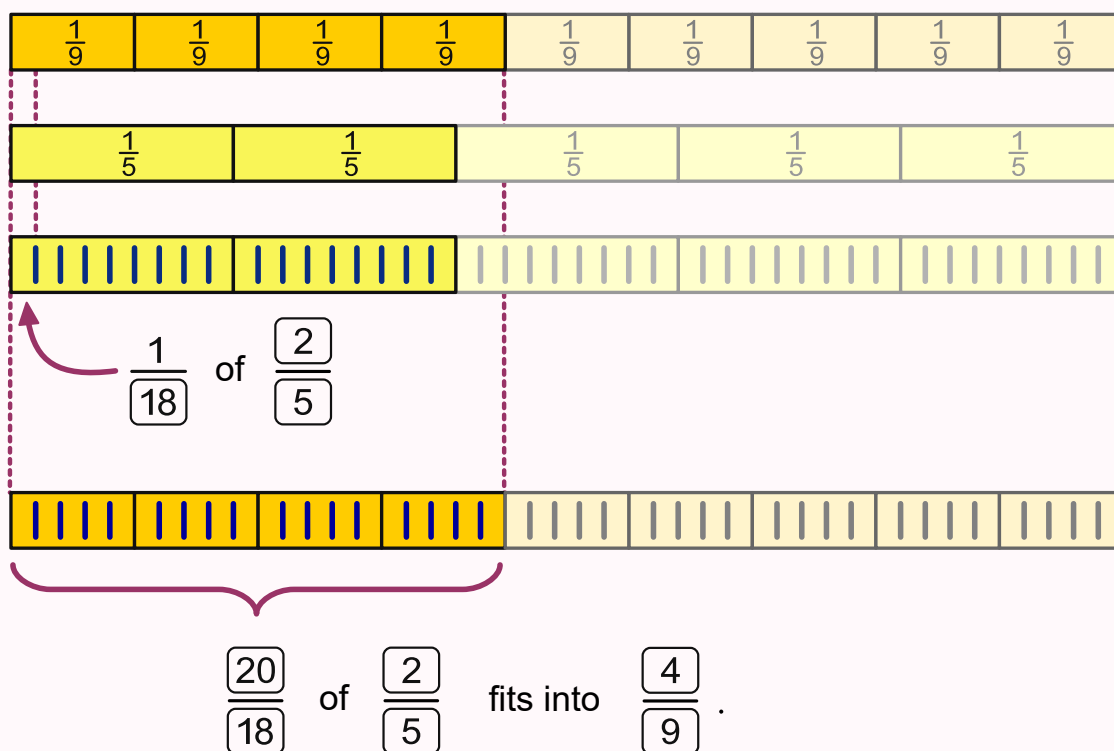 1/9 1/9 1/9 1/9 1/9 1/9 1/9 1/9 1/9
1/5 1/5 1/5 1/5 1/5
1/18 of 2/5
20/18 of 2/5 fits into 4/9 .